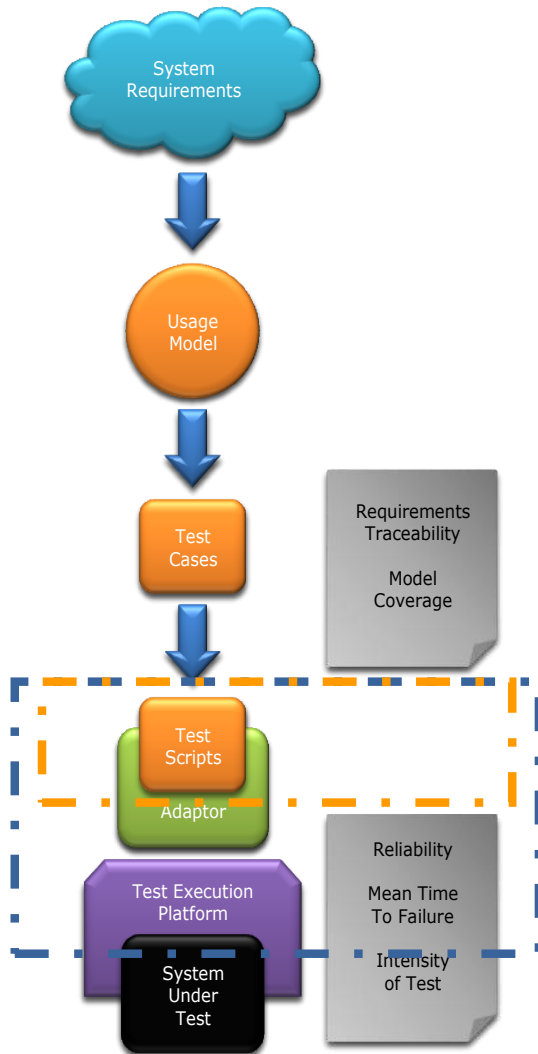 System
Requirements
Usage
Model
Test
Cases
Requirements
Traceability
Model
Coverage
Test
Scripts
Adaptor
Test Execution
Platform
System
Under
Test
Reliability
Mean Time
To Failure
Intensity
of Test